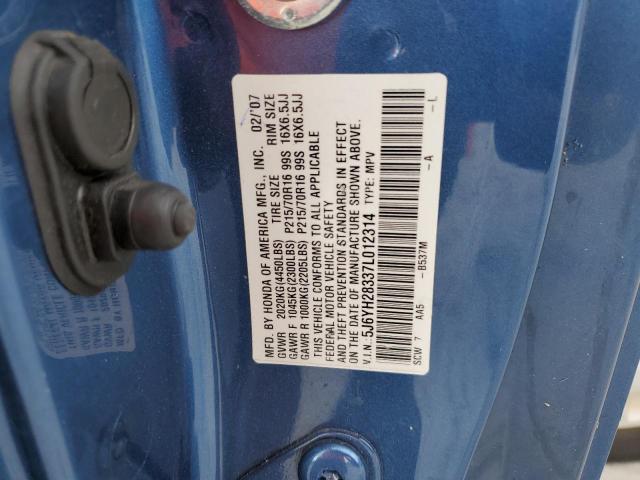 MFD. BY HONDA OF AMERICA MFG., INC. 02/'07
GVWR 2020KG(4450LBS) TIRE SIZE RIM SIZE
GAWR F 1045KG(2300LBS) P215/70R16 99S 16X6.5JJ
GAWR R 1000KG(2205LBS) P215/70R16 99S 16X6.5JJ
THIS VEHICLE CONFORMS TO ALL APPLICABLE
FEDERAL MOTOR VEHICLE SAFETY
AND THEFT PREVENTION STANDARDS IN EFFECT
ON THE DATE OF MANUFACTURE SHOWN ABOVE.
V.I.N.:5J6YH28337L012314 TYPE: MPV
SCW 7 AA5 B537M -A -L